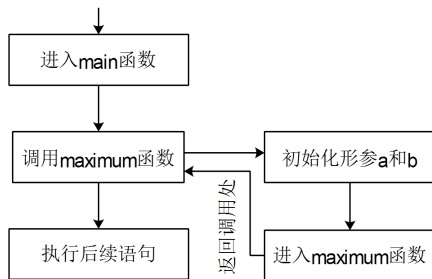 进入main函数
调用maximum函数
初始化形参a和b
返回调用处
执行后续语句
进入maximum函数